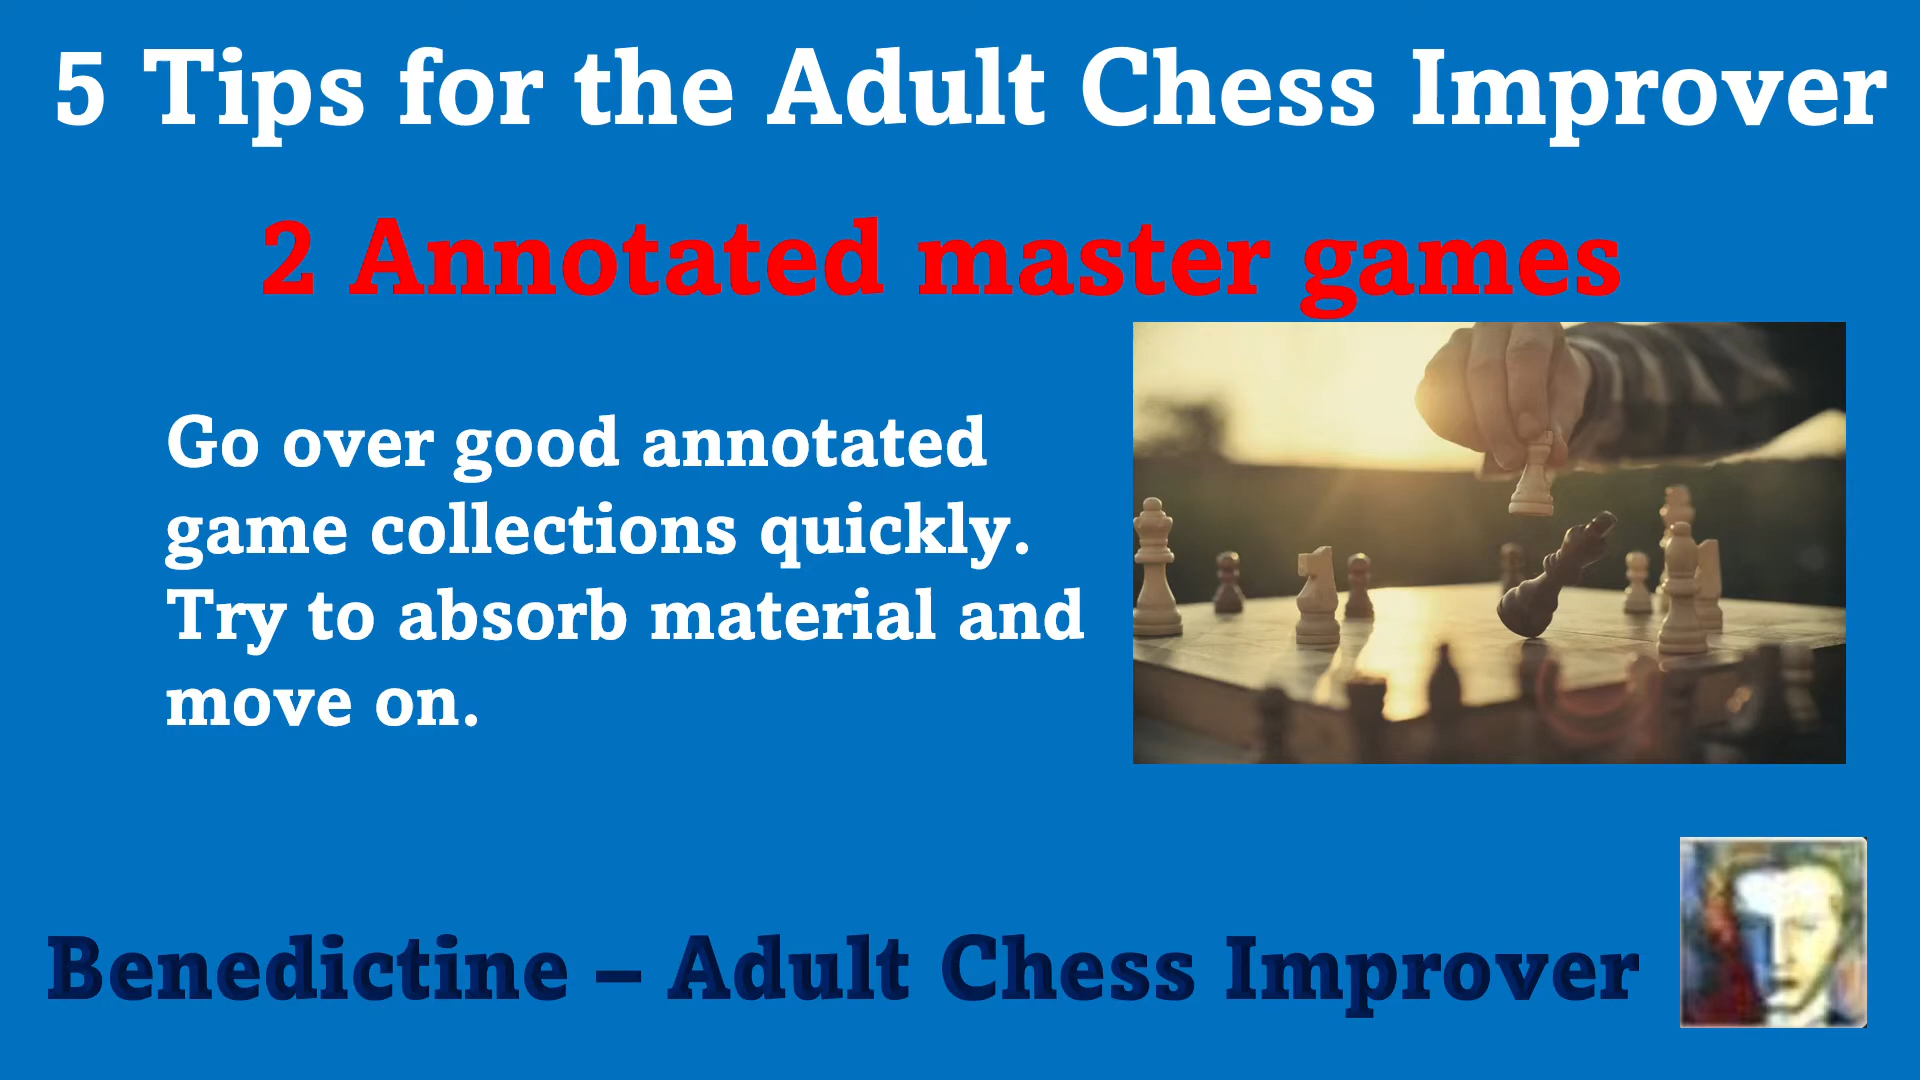 5 Tips for the Adult Chess Improver
2 Annotated master games
Go over good annotated
game collections quickly.
Try to absorb material and
move on.
Benedictine – Adult Chess Improver